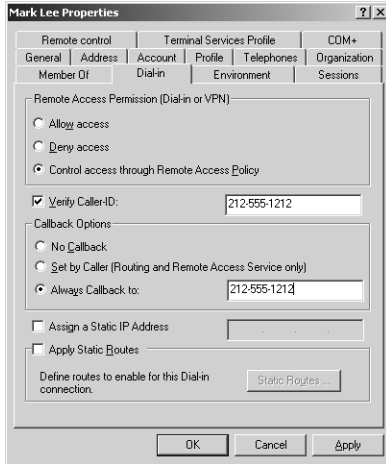 Mark Lee Properties
Remote control Terminal Services Profile COM+
General Address Account Profile Telephones Organization
Member Of Dial-in Environment Sessions
Remote Access Permission (Dial-in or VPN)
Allow access
Deny access
Control access through Remote Access Policy
Verify Caller-ID: 212-555-1212
Callback Options
No Callback
Set by Caller (Routing and Remote Access Service only)
Always Callback to: 212-555-1212
Assign a Static IP Address . . .
Apply Static Routes
Define routes to enable for this Dial-in
connection.
Static Routes ...
OK Cancel Apply